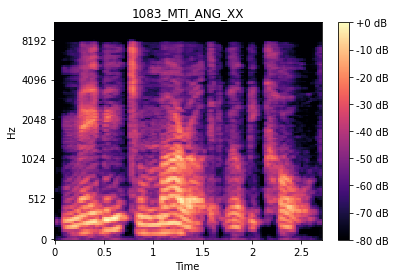 1083_MTI_ANG_XX
+0 dB
8192
-10 dB
4096
-20 dB
-30 dB
2048
Hz
-40 dB
1024
-50 dB
512
-60 dB
-70 dB
0
-80 dB
0 0.5 1 1.5 2 2.5
Time